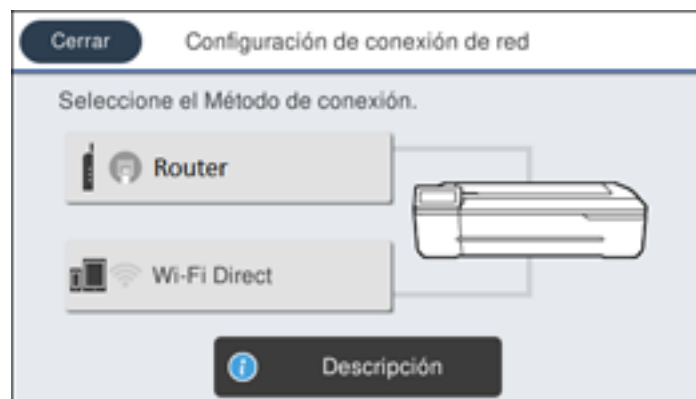 Cerrar Configuración de conexión de red
Seleccione el Método de conexión.
Router
Wi-Fi Direct
Descripción